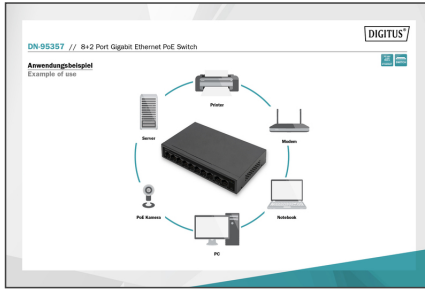 DIGITUS®
DN-95357 // 8+2 Port Gigabit Ethernet PoE Switch
Anwendungsbeispiel
Example of use
Printer
Server
Modem
PoE Kamera
Notebook
PC